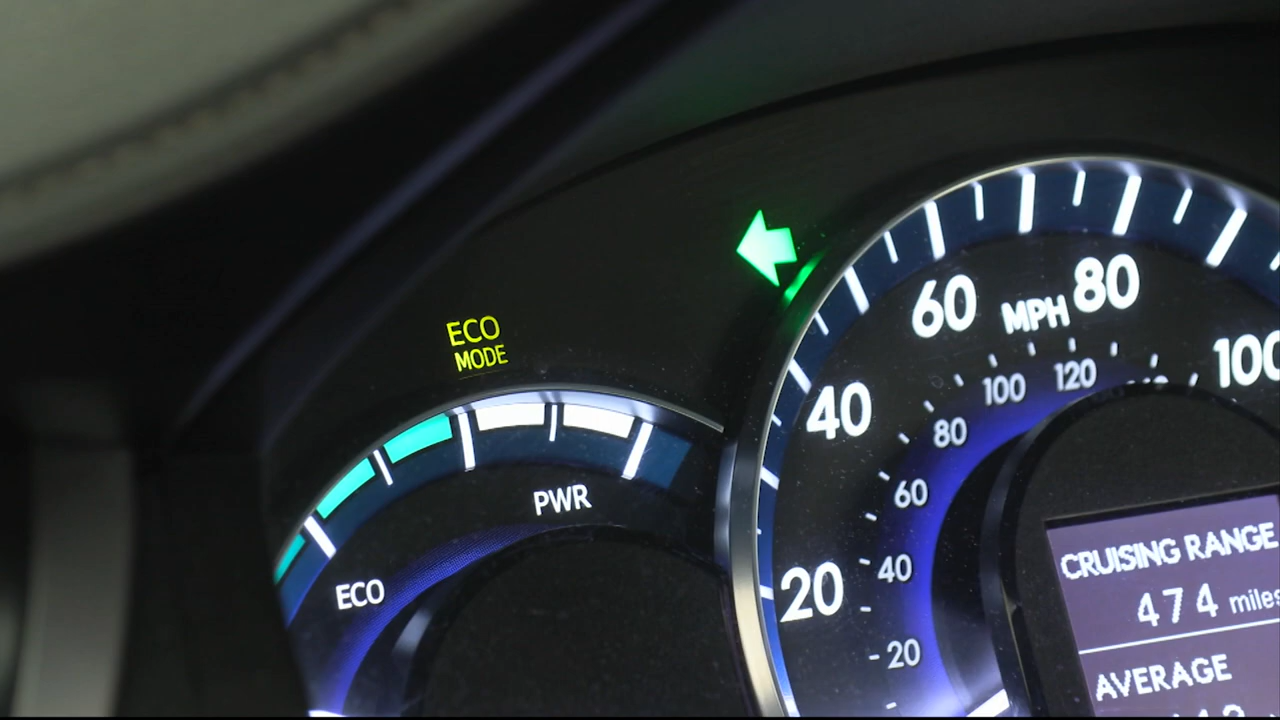 ECO
MODE
PWR
ECO
60
MPH
80
100
40
20
100
120
80
60
40
20
CRUISING RANGE
474 miles
AVERAGE